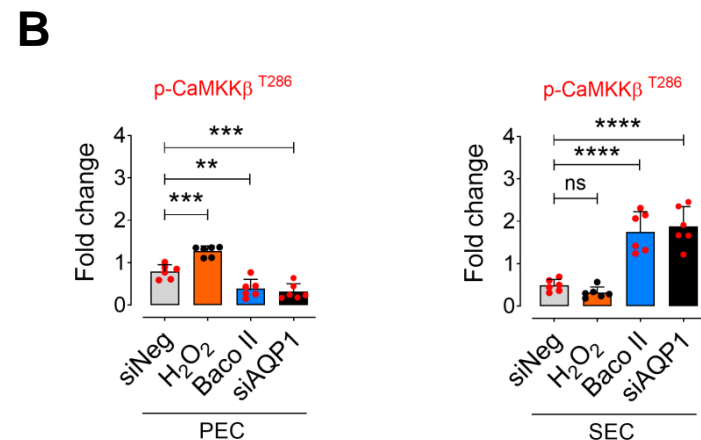 B
p-CaMKKβ T286
Fold change
4
3
2
1
0
***
**
***
siNeg
H2O2
Baco II
siAQP1
PEC
p-CaMKKβ T286
Fold change
4
3
2
1
0
****
****
ns
siNeg
H2O2
Baco II
siAQP1
SEC